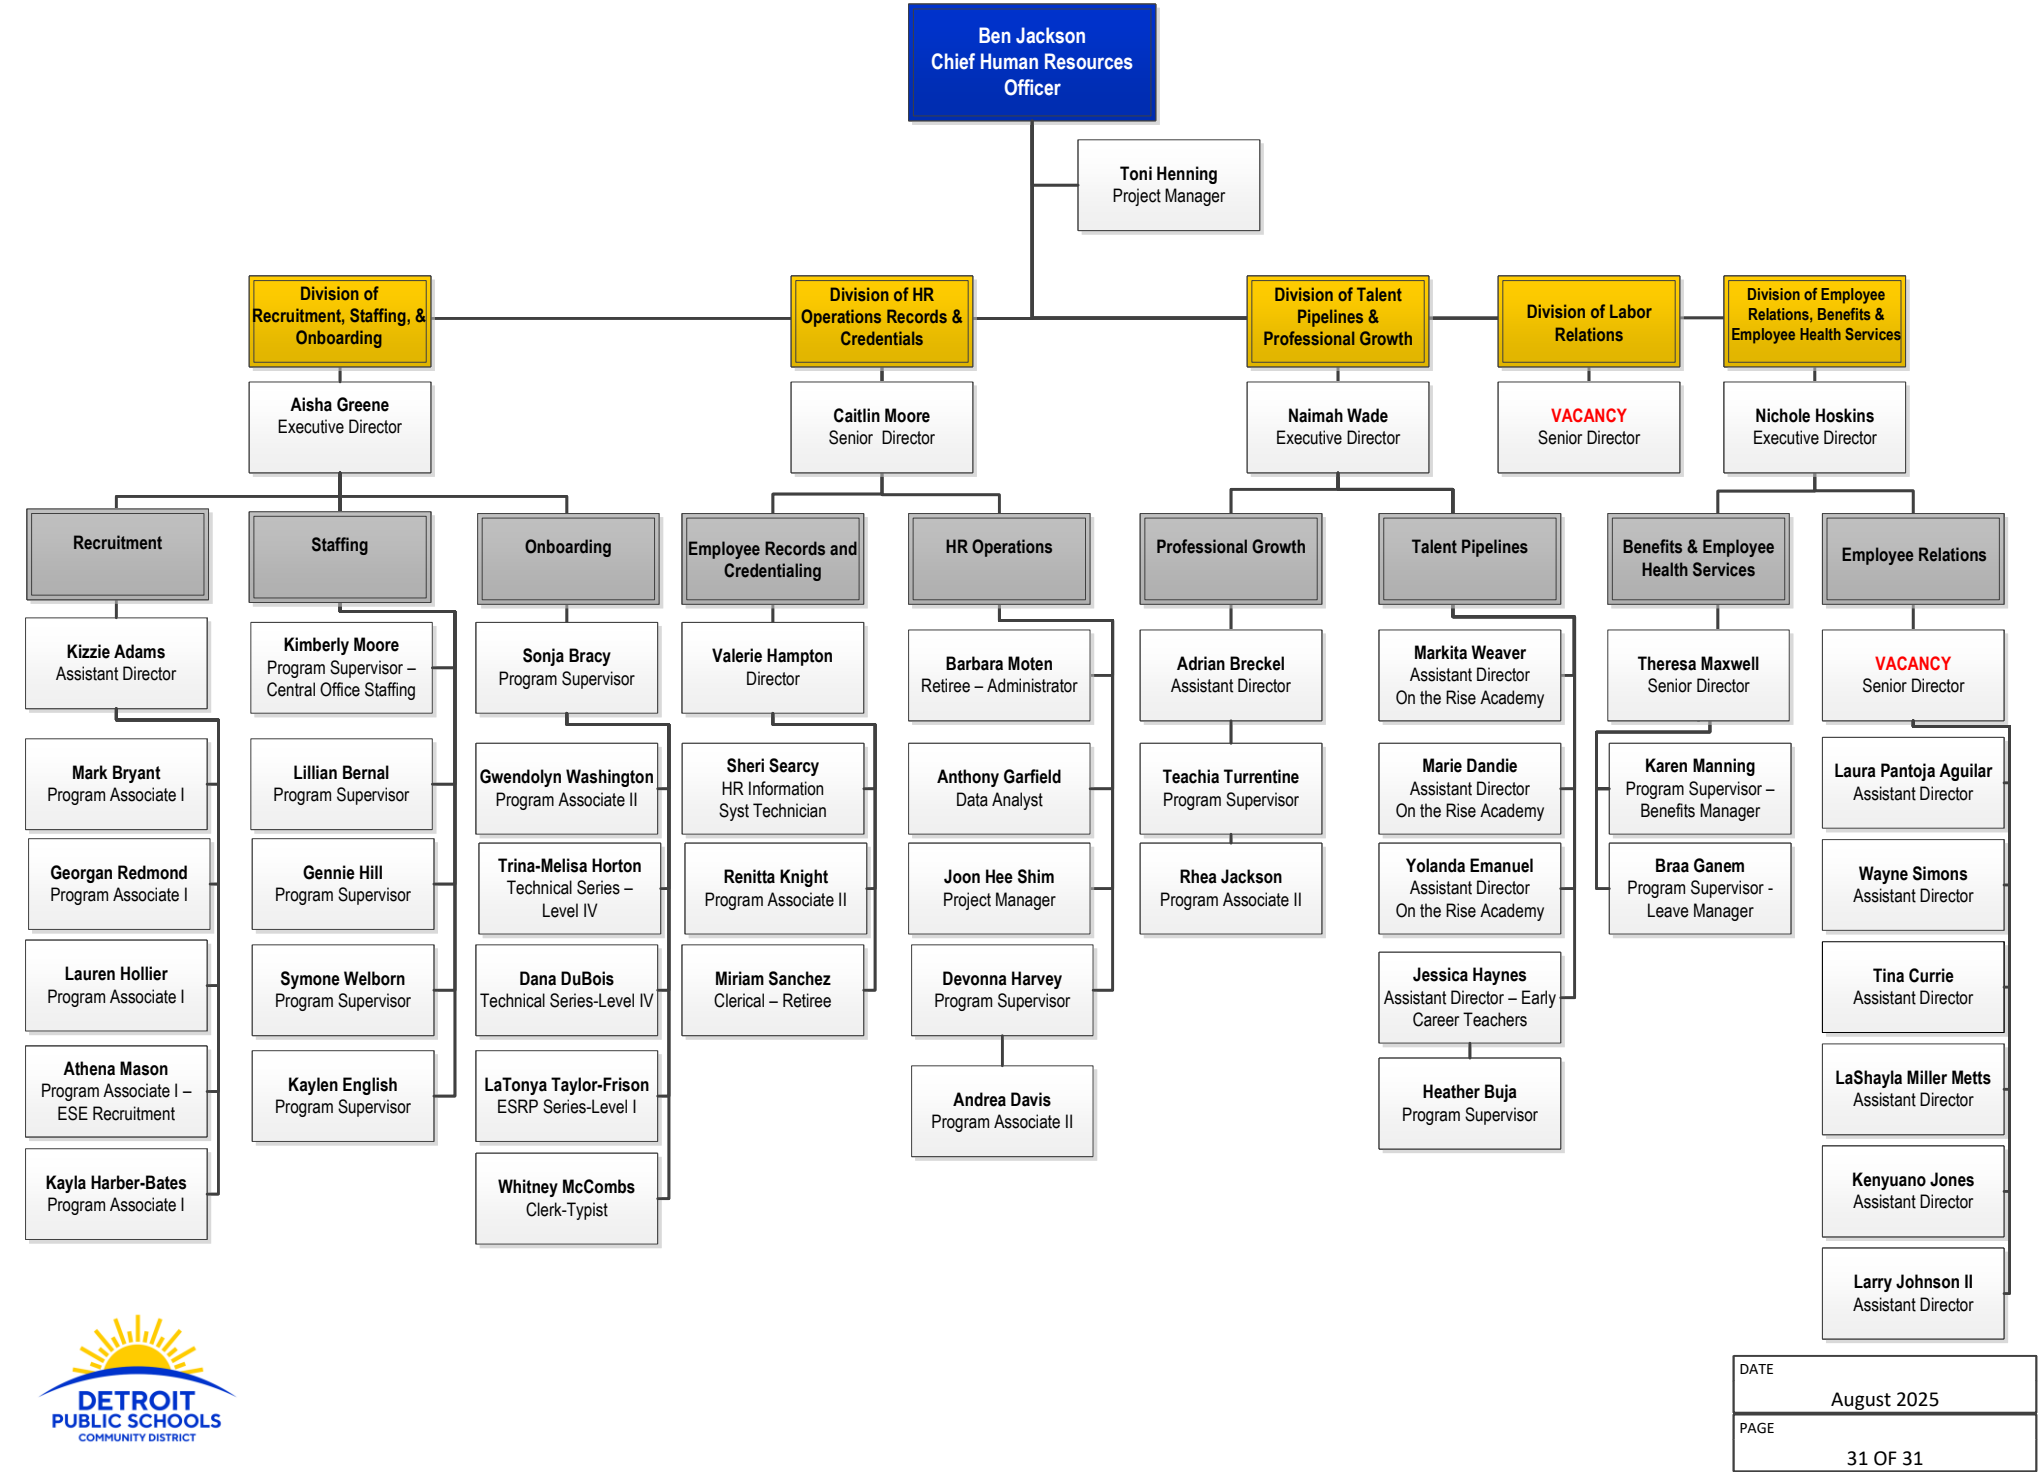 Ben Jackson
Chief Human Resources
Officer
Toni Henning
Project Manager
Division of
Recruitment, Staffing, &
Onboarding
Division of HR
Operations Records &
Credentials
Division of Talent
Pipelines &
Professional Growth
Division of Labor
Relations
Division of Employee
Relations, Benefits &
Employee Health Services
Aisha Greene
Executive Director
Caitlin Moore
Senior Director
Naimah Wade
Executive Director
VACANCY
Senior Director
Nichole Hoskins
Executive Director
Recruitment
Kizzie Adams
Assistant Director
Mark Bryant
Program Associate I
Georgan Redmond
Program Associate I
Lauren Hollier
Program Associate I
Athena Mason
Program Associate I –
ESE Recruitment
Kayla Harber-Bates
Program Associate I
Staffing
Kimberly Moore
Program Supervisor –
Central Office Staffing
Lillian Bernal
Program Supervisor
Gennie Hill
Program Supervisor
Symone Welborn
Program Supervisor
Kaylen English
Program Supervisor
Onboarding
Sonja Bracy
Program Supervisor
Gwendolyn Washington
Program Associate II
Trina-Melisa Horton
Technical Series –
Level IV
Dana DuBois
Technical Series-Level IV
LaTonya Taylor-Frison
ESRP Series-Level I
Whitney McCombs
Clerk-Typist
Employee Records and
Credentialing
Valerie Hampton
Director
Sheri Searcy
HR Information
Syst Technician
Renitta Knight
Program Associate II
Miriam Sanchez
Clerical – Retiree
HR Operations
Barbara Moten
Retiree – Administrator
Anthony Garfield
Data Analyst
Joon Hee Shim
Project Manager
Devonna Harvey
Program Supervisor
Andrea Davis
Program Associate II
Professional Growth
Adrian Breckel
Assistant Director
Teachia Turrentine
Program Supervisor
Rhea Jackson
Program Associate II
Talent Pipelines
Markita Weaver
Assistant Director
On the Rise Academy
Marie Dandie
Assistant Director
On the Rise Academy
Yolanda Emanuel
Assistant Director
On the Rise Academy
Jessica Haynes
Assistant Director – Early
Career Teachers
Heather Buja
Program Supervisor
Benefits & Employee
Health Services
Theresa Maxwell
Senior Director
Karen Manning
Program Supervisor –
Benefits Manager
Braa Ganem
Program Supervisor -
Leave Manager
Employee Relations
VACANCY
Senior Director
Laura Pantoja Aguilar
Assistant Director
Wayne Simons
Assistant Director
Tina Currie
Assistant Director
LaShayla Miller Metts
Assistant Director
Kenyuano Jones
Assistant Director
Larry Johnson II
Assistant Director
DETROIT
PUBLIC SCHOOLS
COMMUNITY DISTRICT
DATE
August 2025
PAGE
31 OF 31